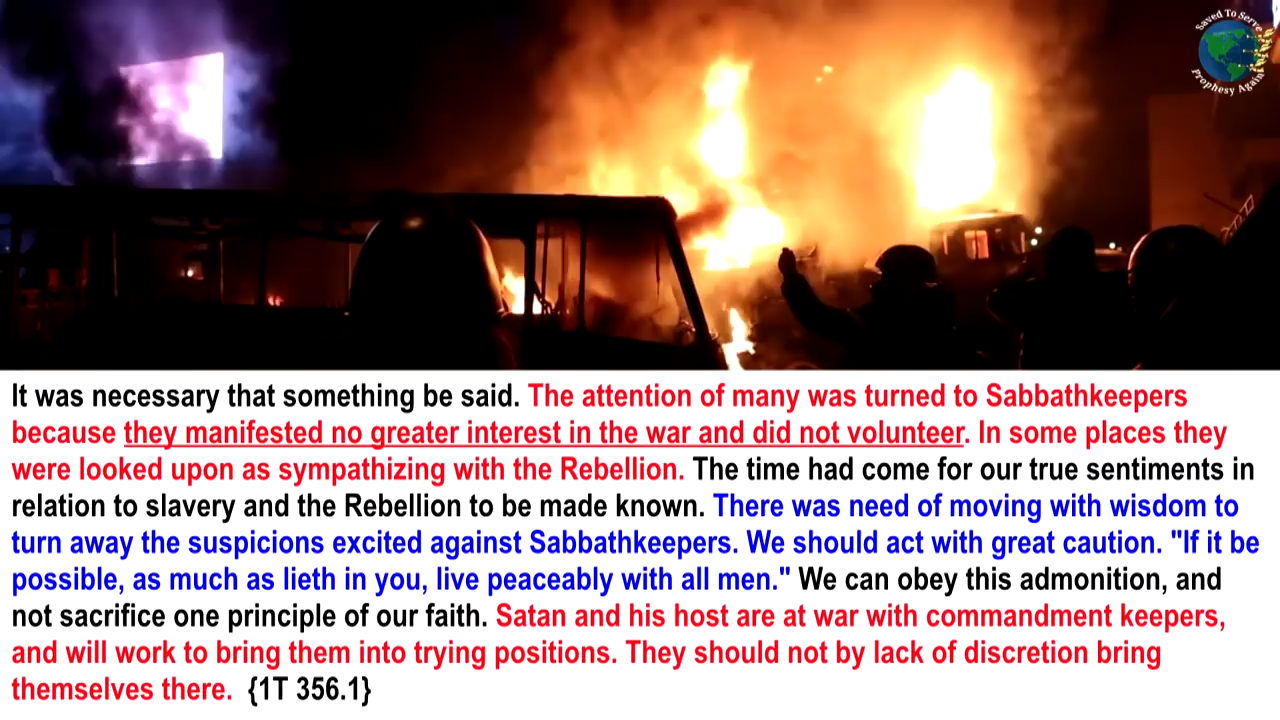 Saved To Serve
Prophesy Again
It was necessary that something be said. The attention of many was turned to Sabbathkeepers
because they manifested no greater interest in the war and did not volunteer. In some places they
were looked upon as sympathizing with the Rebellion. The time had come for our true sentiments in
relation to slavery and the Rebellion to be made known. There was need of moving with wisdom to
turn away the suspicions excited against Sabbathkeepers. We should act with great caution. "If it be
possible, as much as lieth in you, live peaceably with all men." We can obey this admonition, and
not sacrifice one principle of our faith. Satan and his host are at war with commandment keepers,
and will work to bring them into trying positions. They should not by lack of discretion bring
themselves there. {1T 356.1}